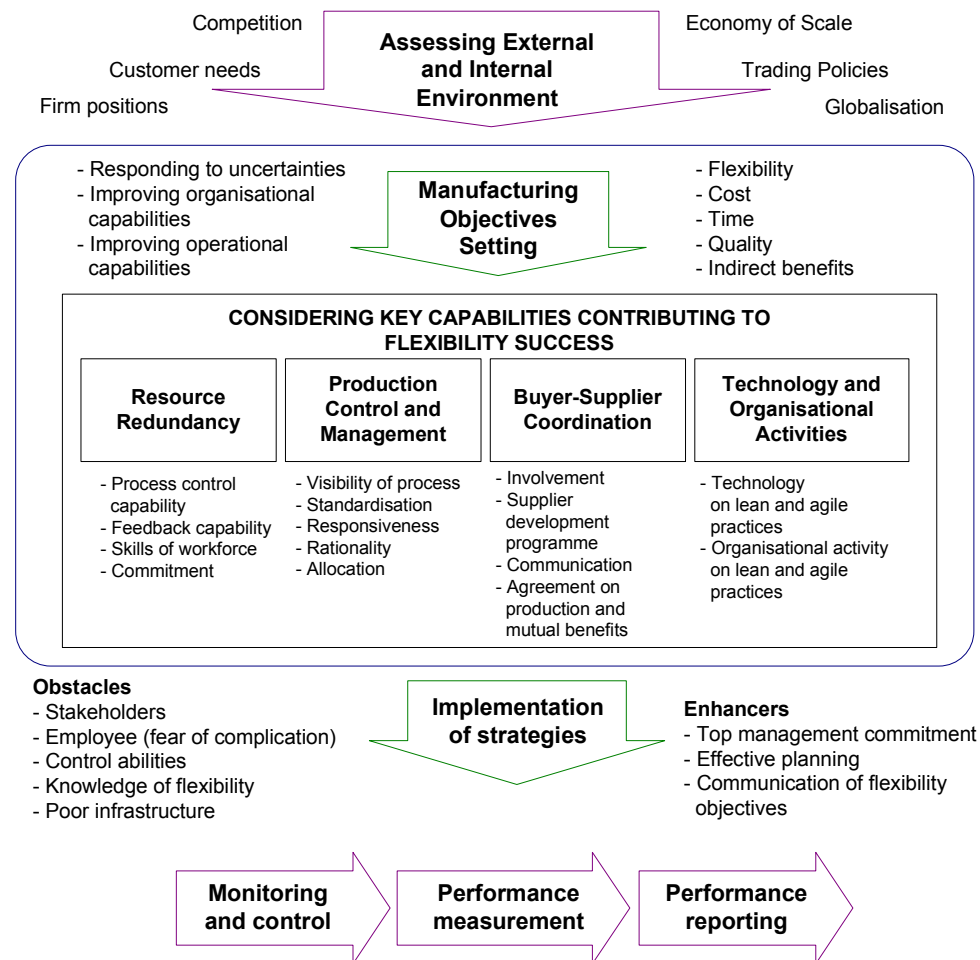 Competition
Economy of Scale
Assessing External
and Internal
Environment
Customer needs
Trading Policies
Firm positions
Globalisation
- Responding to uncertainties
- Improving organisational
capabilities
- Improving operational
capabilities
Manufacturing
Objectives
Setting
- Flexibility
- Cost
- Time
- Quality
- Indirect benefits
CONSIDERING KEY CAPABILITIES CONTRIBUTING TO
FLEXIBILITY SUCCESS
Resource
Redundancy
- Process control
capability
- Feedback capability
- Skills of workforce
- Commitment
Production
Control and
Management
- Visibility of process
- Standardisation
- Responsiveness
- Rationality
- Allocation
Buyer-Supplier
Coordination
- Involvement
- Supplier
development
programme
- Communication
- Agreement on
production and
mutual benefits
Technology and
Organisational
Activities
- Technology
on lean and agile
practices
- Organisational activity
on lean and agile
practices
Obstacles
- Stakeholders
- Employee (fear of complication)
- Control abilities
- Knowledge of flexibility
- Poor infrastructure
Implementation
of strategies
Enhancers
- Top management commitment
- Effective planning
- Communication of flexibility
objectives
Monitoring
and control
Performance
measurement
Performance
reporting